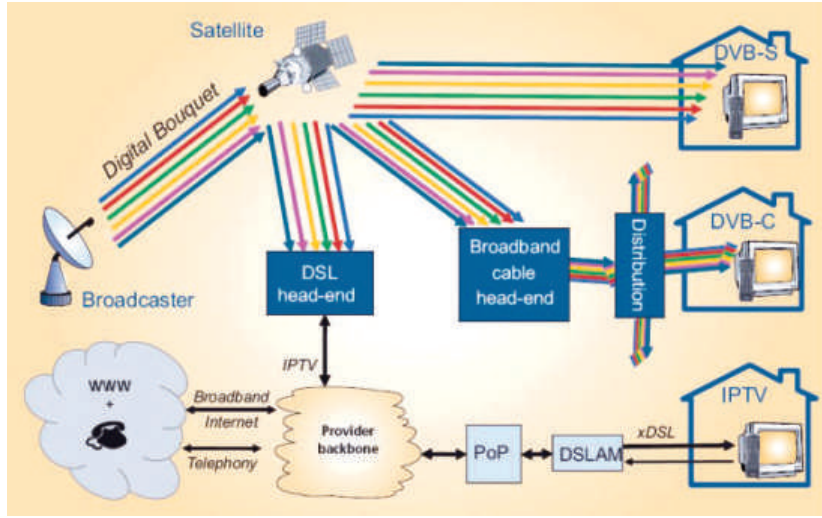 Satellite
DVB-S
Digital Bouquet
Broadcaster
DSL
head-end
Broadband
cable
head-end
Distribution
DVB-C
IPTV
WWW
+
Broadband
Internet
Telephony
Provider
backbone
PoP
DSLAM
xDSL
IPTV